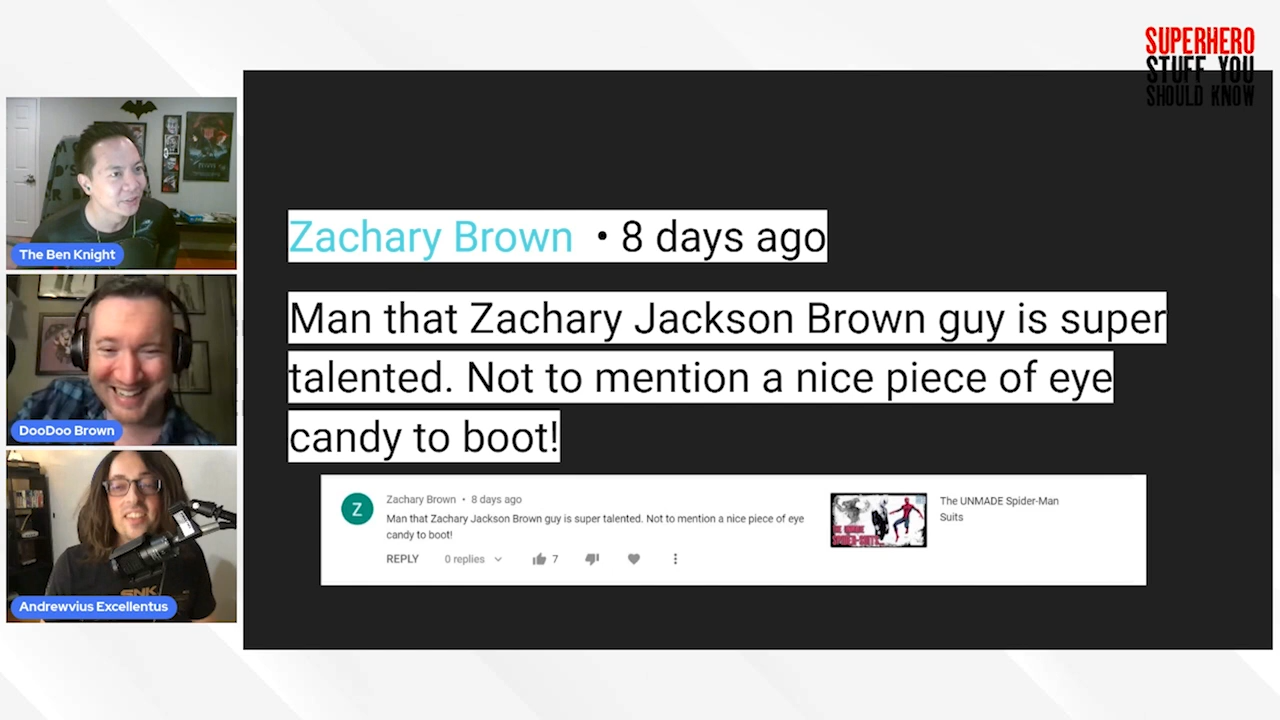 SUPERHERO
STUFF YOU
SHOULD KNOW
The Ben Knight
DooDoo Brown
SNK
Andrewvius Excellentus
Zachary Brown • 8 days ago
Man that Zachary Jackson Brown guy is super
talented. Not to mention a nice piece of eye
candy to boot!
Z
Zachary Brown • 8 days ago
Man that Zachary Jackson Brown guy is super talented. Not to mention a nice piece of eye
candy to boot!
REPLY 0 replies 7
The UNMADE Spider-Man
Suits